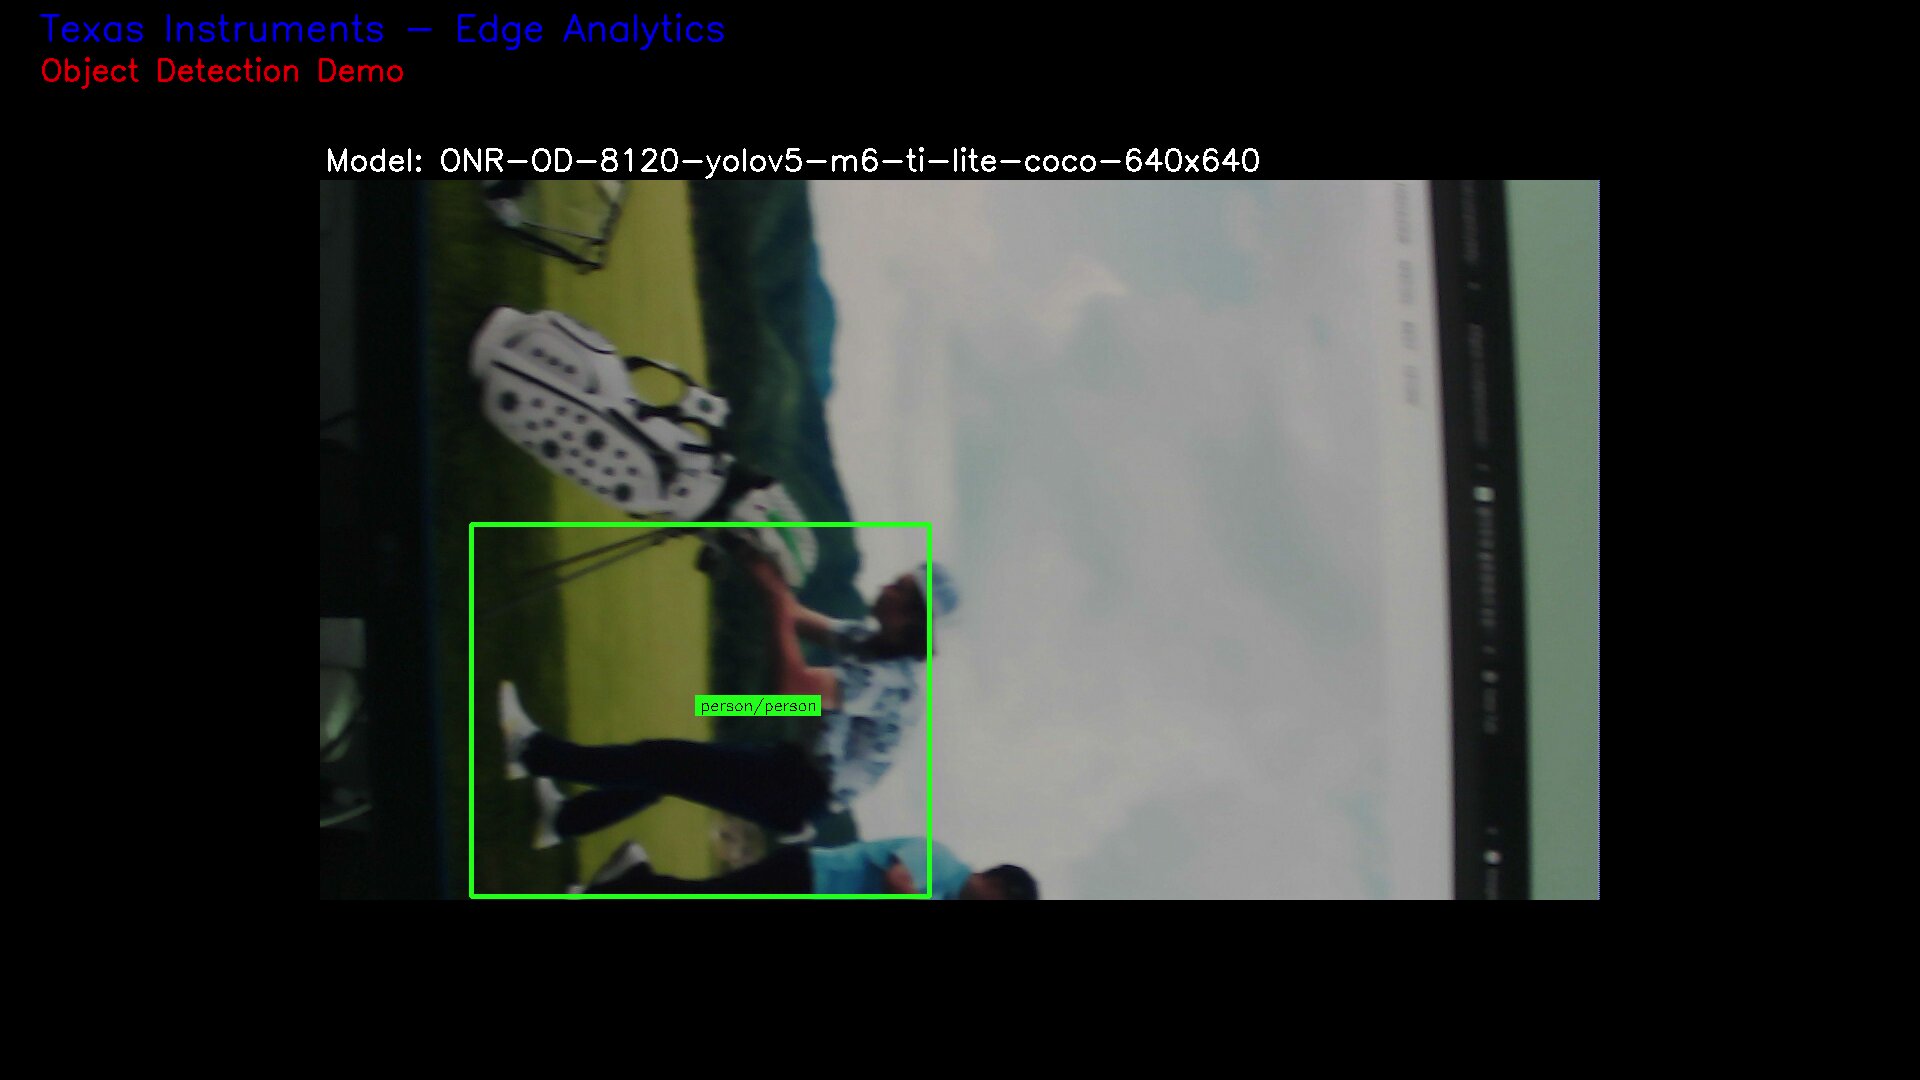 Texas Instruments – Edge Analytics
Object Detection Demo
Model: ONR–OD–8120–yolov5–m6–ti–lite–coco–640x640
person/person